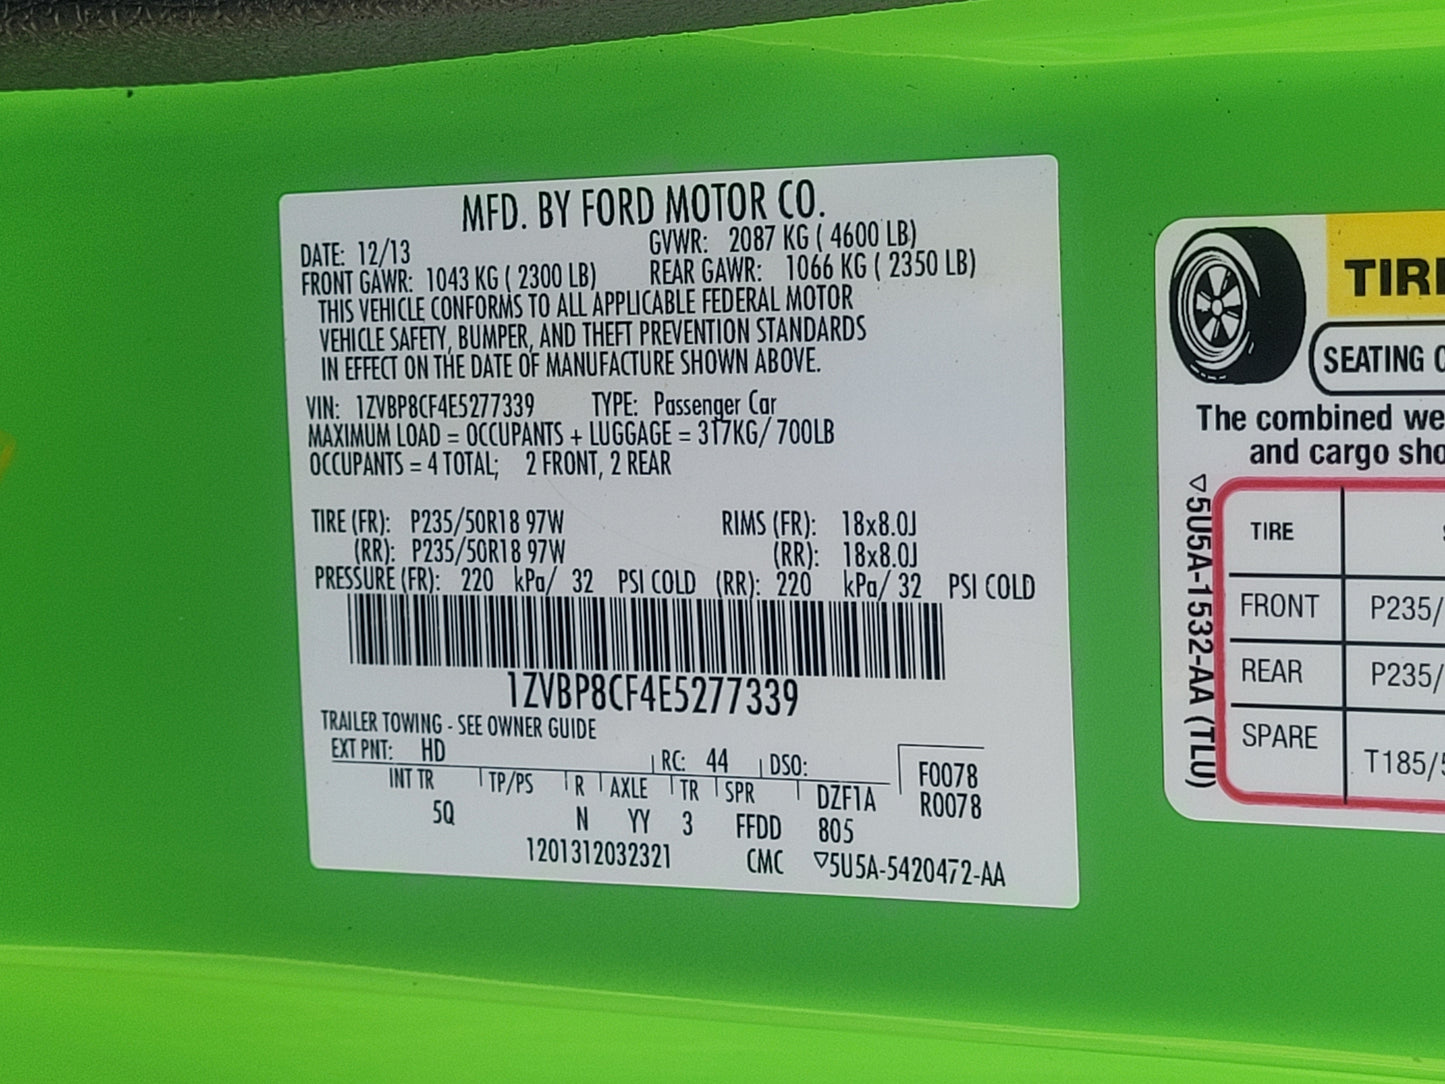 MFD. BY FORD MOTOR CO.
DATE: 12/13 GVWR: 2087 KG ( 4600 LB)
FRONT GAWR: 1043 KG ( 2300 LB) REAR GAWR: 1066 KG ( 2350 LB)
THIS VEHICLE CONFORMS TO ALL APPLICABLE FEDERAL MOTOR
VEHICLE SAFETY, BUMPER, AND THEFT PREVENTION STANDARDS
IN EFFECT ON THE DATE OF MANUFACTURE SHOWN ABOVE.
VIN: 1ZVBP8CF4E5277339 TYPE: Passenger Car
MAXIMUM LOAD = OCCUPANTS + LUGGAGE = 317KG/ 700LB
OCCUPANTS = 4 TOTAL; 2 FRONT, 2 REAR
TIRE (FR): P235/50R18 97W RIMS (FR): 18x8.0J
(RR): P235/50R18 97W (RR): 18x8.0J
PRESSURE (FR): 220 kPa/ 32 PSI COLD (RR): 220 kPa/ 32 PSI COLD
1ZVBP8CF4E5277339
TRAILER TOWING - SEE OWNER GUIDE
EXT PNT: HD RC: 44 DSO: F0078
INT TR TP/PS R AXLE TR SPR DZF1A R0078
5Q N YY 3 FFDD 805
1201312032321 CMC ▽5U5A-5420472-AA
TIR
SEATING
The combined we
and cargo sho
▽5U5A-1532-AA (TLU)
TIRE
FRONT P235/
REAR P235/
SPARE T185/5